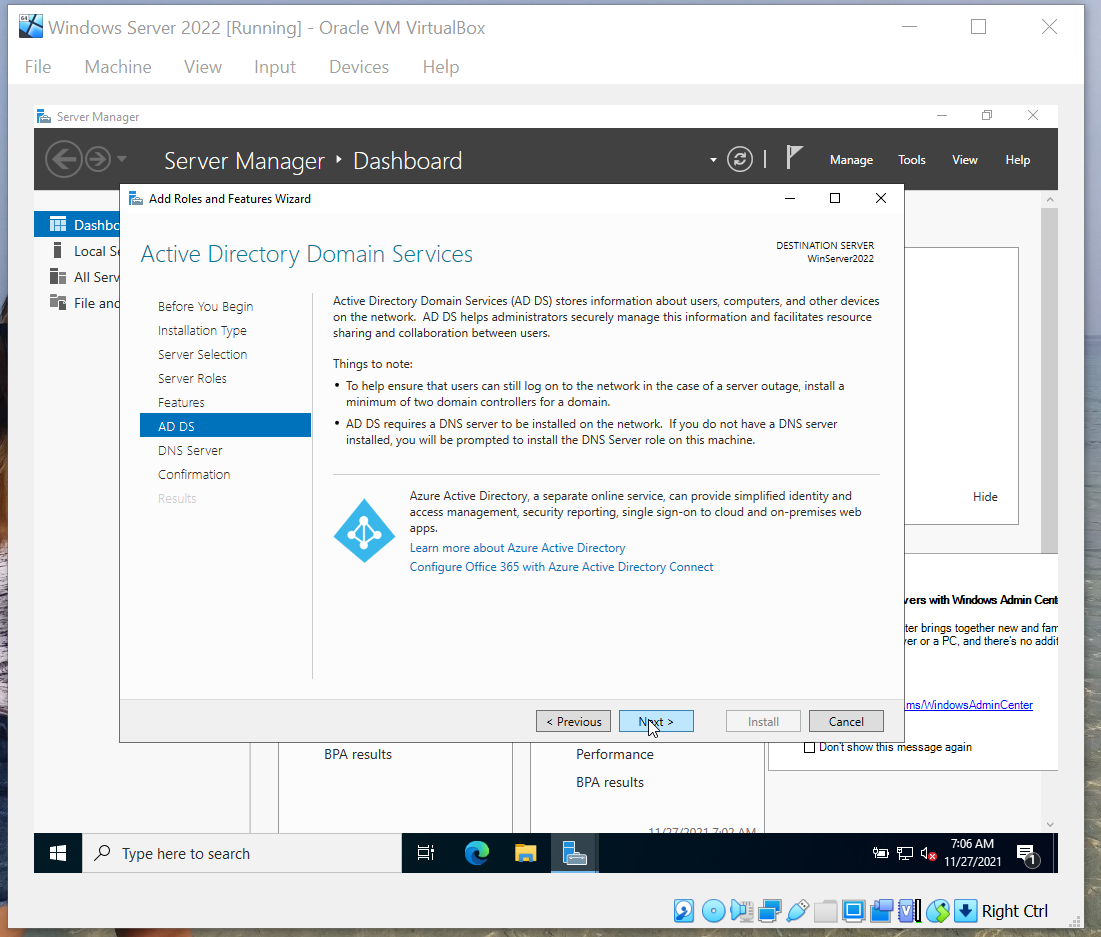 Windows Server 2022 [Running] - Oracle VM VirtualBox
File Machine View Input Devices Help
Server Manager
Server Manager Dashboard
Manage Tools View Help
Add Roles and Features Wizard
Dashbo
Local Se
All Serv
File and
Active Directory Domain Services
DESTINATION SERVER
WinServer2022
Before You Begin
Installation Type
Server Selection
Server Roles
Features
AD DS
DNS Server
Confirmation
Results
Active Directory Domain Services (AD DS) stores information about users, computers, and other devices
on the network. AD DS helps administrators securely manage this information and facilitates resource
sharing and collaboration between users.
Things to note:
• To help ensure that users can still log on to the network in the case of a server outage, install a
minimum of two domain controllers for a domain.
• AD DS requires a DNS server to be installed on the network. If you do not have a DNS server
installed, you will be prompted to install the DNS Server role on this machine.
Azure Active Directory, a separate online service, can provide simplified identity and
access management, security reporting, single sign-on to cloud and on-premises web
apps.
Learn more about Azure Active Directory
Configure Office 365 with Azure Active Directory Connect
Hide
vers with Windows Admin Cent
ter brings together new and fam
ver or a PC, and there's no addit
.ms/WindowsAdminCenter
Don't show this message again
< Previous Next > Install Cancel
BPA results
Performance
BPA results
11/27/2021 7:02 AM
Type here to search
7:06 AM
11/27/2021
1
Right Ctrl